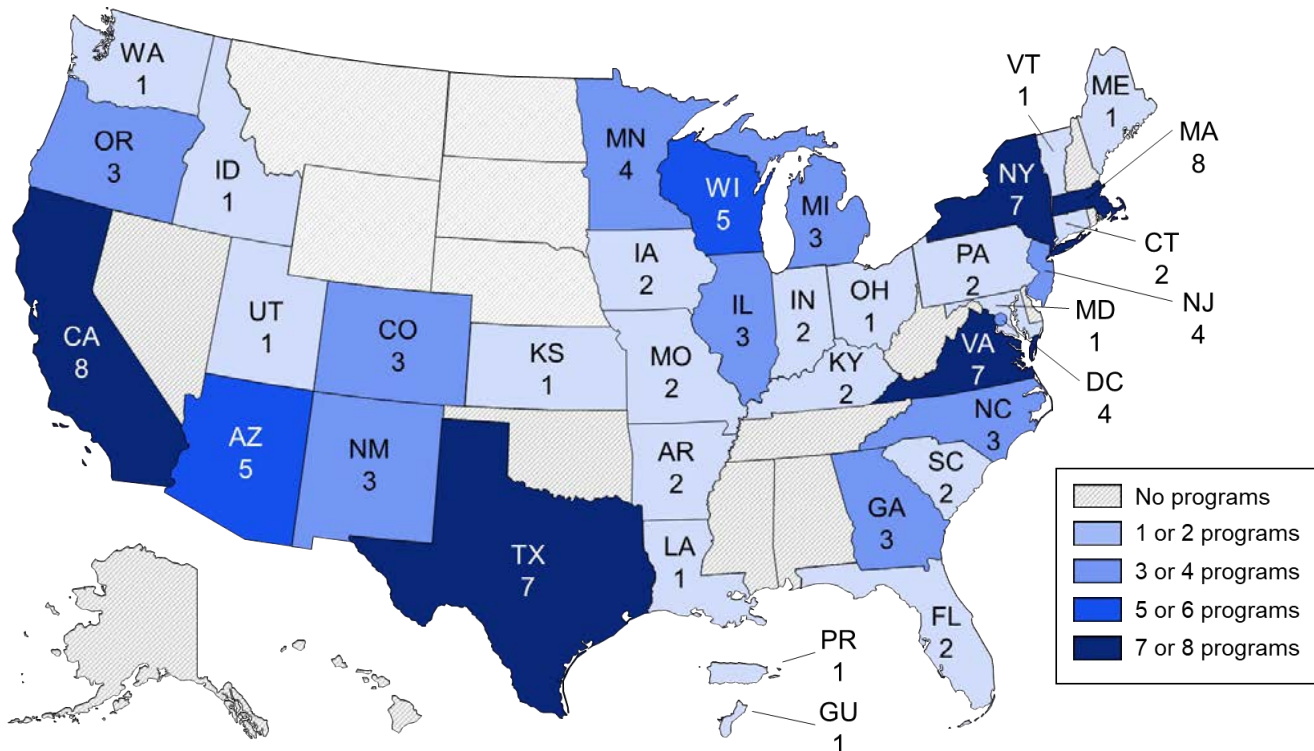 WA
1
OR
3
ID
1
CA
8
UT
1
AZ
5
CO
3
NM
3
KS
1
TX
7
MN
4
IA
2
MO
2
AR
2
LA
1
WI
5
IL
3
MI
3
IN
2
OH
1
KY
2
PA
2
NY
7
VT
1
ME
1
MA
8
CT
2
NJ
4
MD
1
DC
4
VA
7
NC
3
SC
2
GA
3
FL
2
PR
1
GU
1
No programs
1 or 2 programs
3 or 4 programs
5 or 6 programs
7 or 8 programs